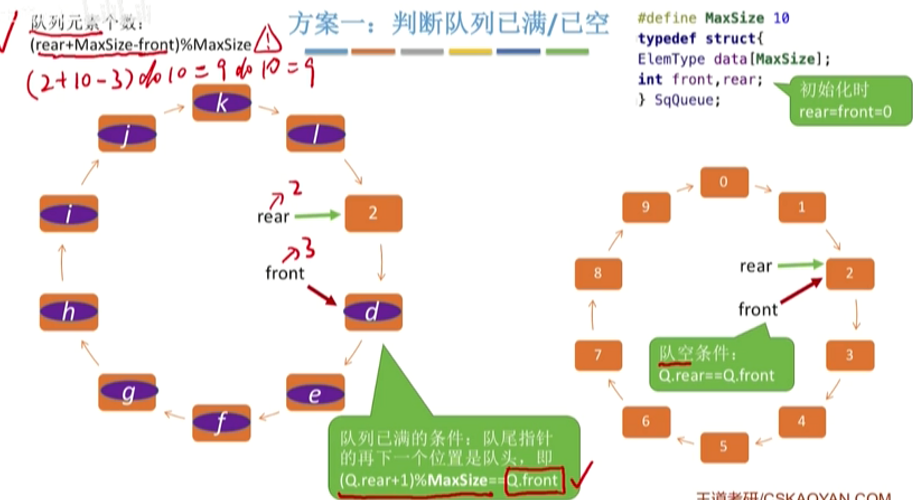 队列元素个数：
(rear+MaxSize-front)%MaxSize
(2+10-3)%10=9%10=9
方案一：判断队列已满/已空
#define MaxSize 10
typedef struct{
ElemType data[MaxSize];
int front,rear;
} SqQueue;
初始化时
rear=front=0
k
j
l
i
2
rear
2
3
front
h
d
g
e
f
队列已满的条件：队尾指针
的再下一个位置是队头，即
(Q.rear+1)%MaxSize==Q.front
0
9
1
8
rear
2
front
7
3
队空条件：
Q.rear==Q.front
6
4
5
王道考研/CSKAOYAN.COM